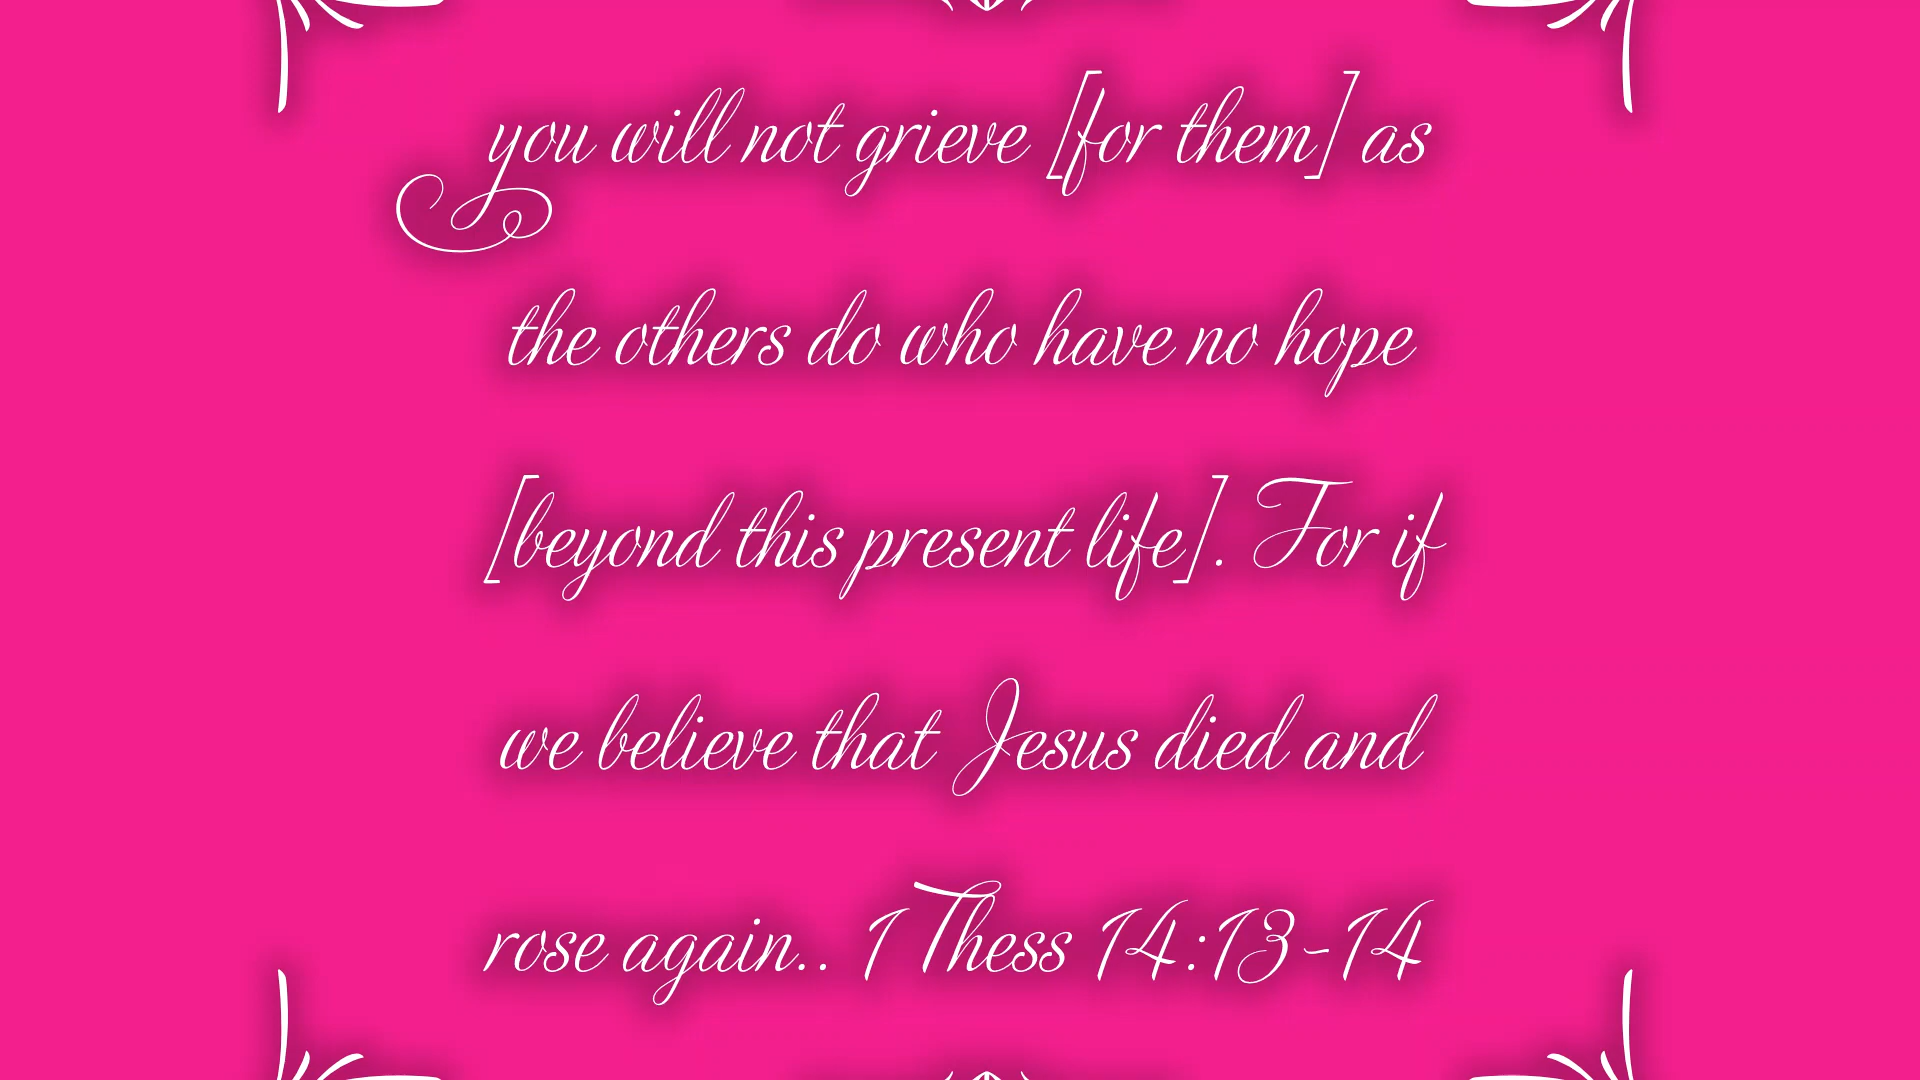 you will not grieve [for them] as
the others do who have no hope
[beyond this present life]. For if
we believe that Jesus died and
rose again.. 1 Thess 14:13-14